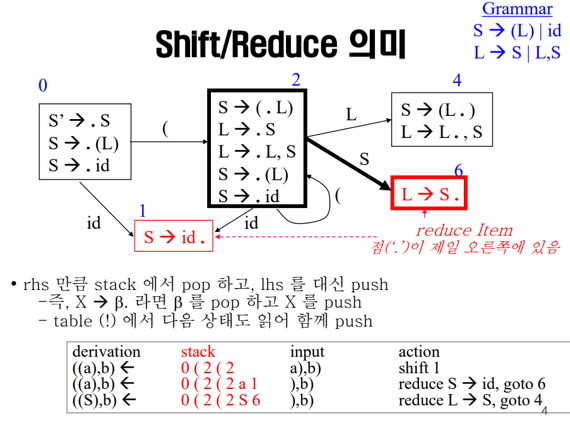 Grammar
S → (L) | id
L → S | L,S
Shift/Reduce 의미
0
S' → . S
S → . (L)
S → . id
(
2
S → ( . L)
L → . S
L → . L, S
S → . (L)
S → . id
L
4
S → (L . )
L → L . , S
S
6
L → S .
(
id
1
S → id .
id
reduce Item
점('.')이 제일 오른쪽에 있음
• rhs 만큼 stack 에서 pop 하고, lhs 를 대신 push
-즉, X → β. 라면 β 를 pop 하고 X 를 push
- table (!) 에서 다음 상태도 읽어 함께 push
derivation stack input action
((a),b) ← 0 ( 2 ( 2 a),b) shift 1
((a),b) ← 0 ( 2 ( 2 a 1 ),b) reduce S → id, goto 6
((S),b) ← 0 ( 2 ( 2 S 6 ),b) reduce L → S, goto 4
4